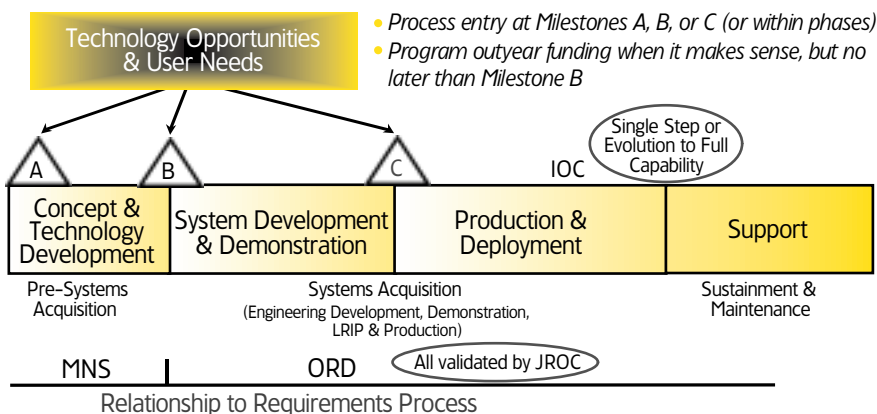 Technology Opportunities
& User Needs
• Process entry at Milestones A, B, or C (or within phases)
• Program outyear funding when it makes sense, but no
later than Milestone B
A
B
C
IOC
Single Step or
Evolution to Full
Capability
Concept &
Technology
Development
System Development
& Demonstration
Production &
Deployment
Support
Pre-Systems
Acquisition
Systems Acquisition
(Engineering Development, Demonstration,
LRIP & Production)
Sustainment &
Maintenance
MNS
ORD
All validated by JROC
Relationship to Requirements Process